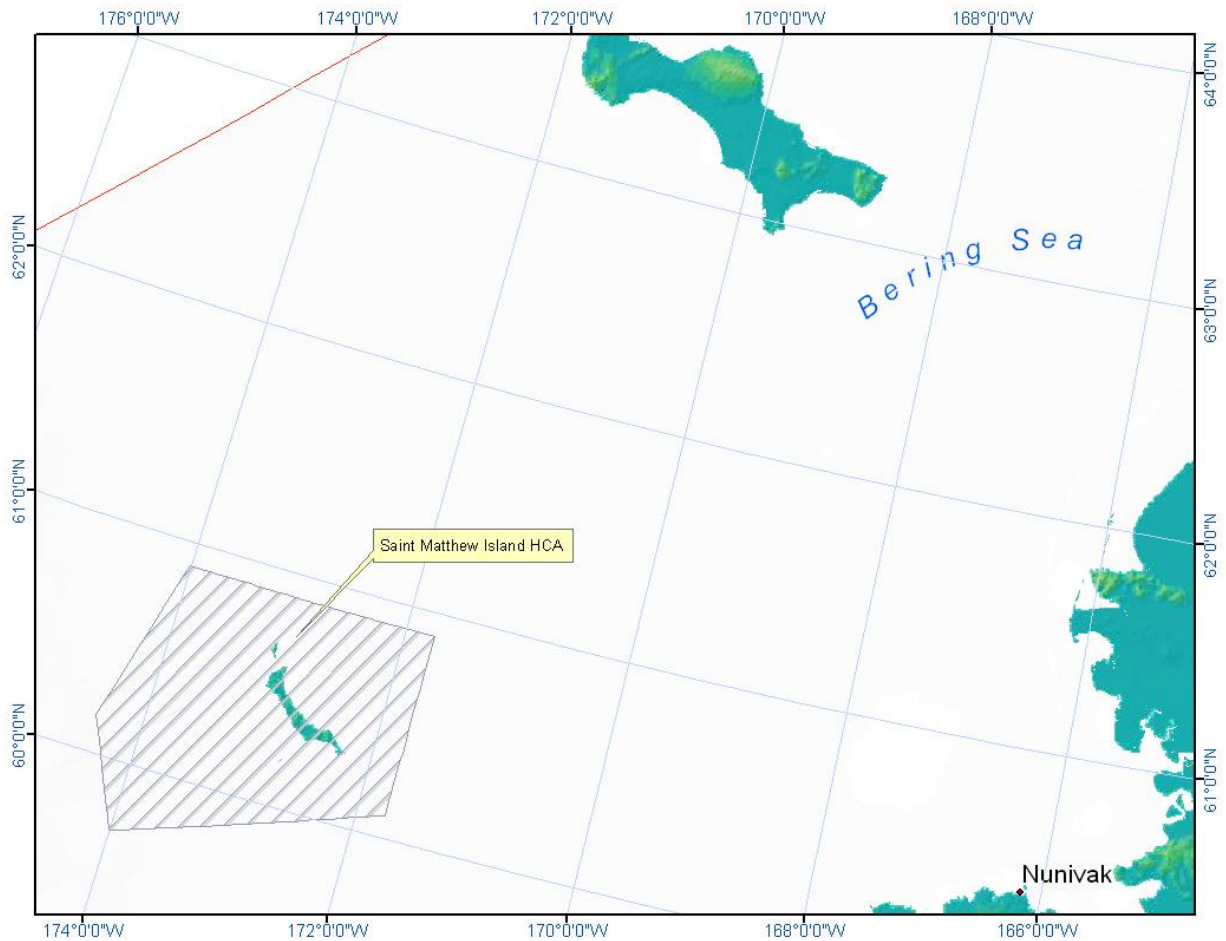 176°0'0"W
174°0'0"W
172°0'0"W
170°0'0"W
168°0'0"W
64°0'0"N
62°0'0"N
Bering Sea
63°0'0"N
61°0'0"N
Saint Matthew Island HCA
62°0'0"N
60°0'0"N
61°0'0"N
Nunivak
174°0'0"W
172°0'0"W
170°0'0"W
168°0'0"W
166°0'0"W